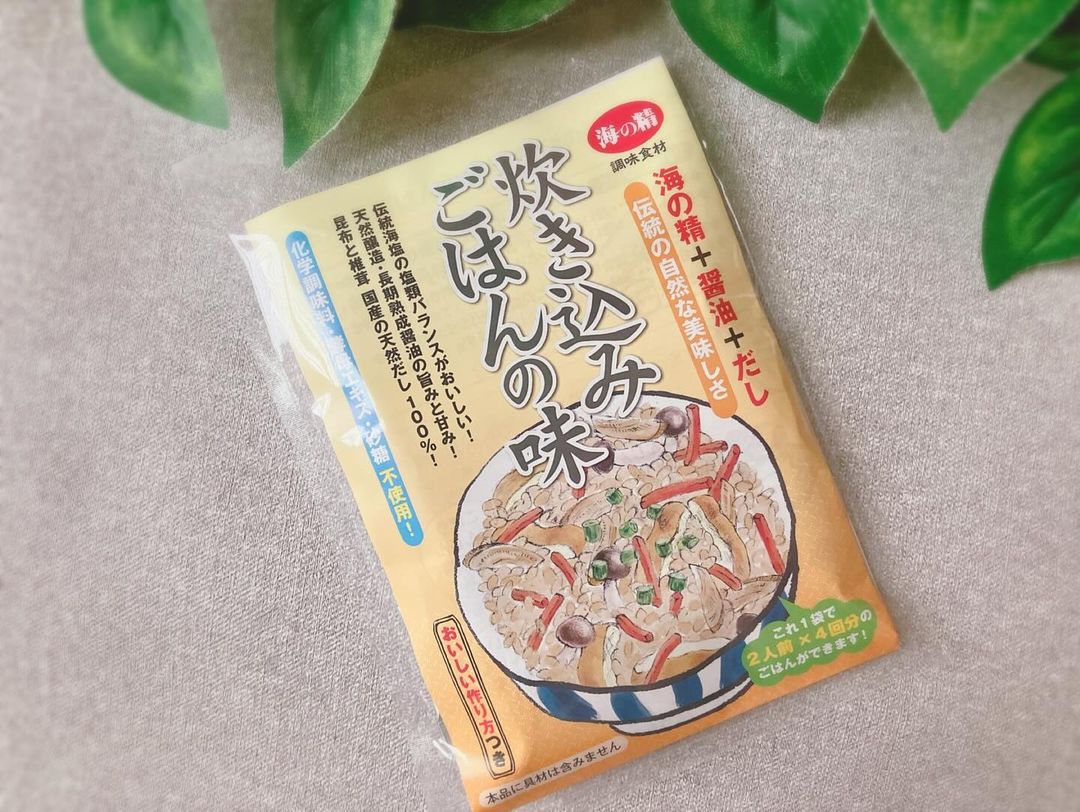 海の精
調味食材
海の精+醤油+だし
伝統の自然な美味しさ
炊き込み
ごはんの味
伝統海塩の塩類バランスがおいしい!
天然醸造・長期熟成醤油の旨みと甘み!
昆布と椎茸 国産の天然だし100%!
化学調味料・酵母エキス・砂糖 不使用!
おいしい作り方つき
これ1袋で
2人前×4回分の
ごはんができます!
本品に具材は含みません